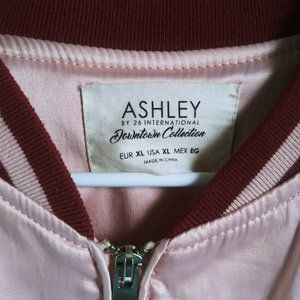 ASHLEY
BY 26 INTERNATIONAL
Downtown Collection
EUR XL USA XL MEX EG
MADE IN CHINA